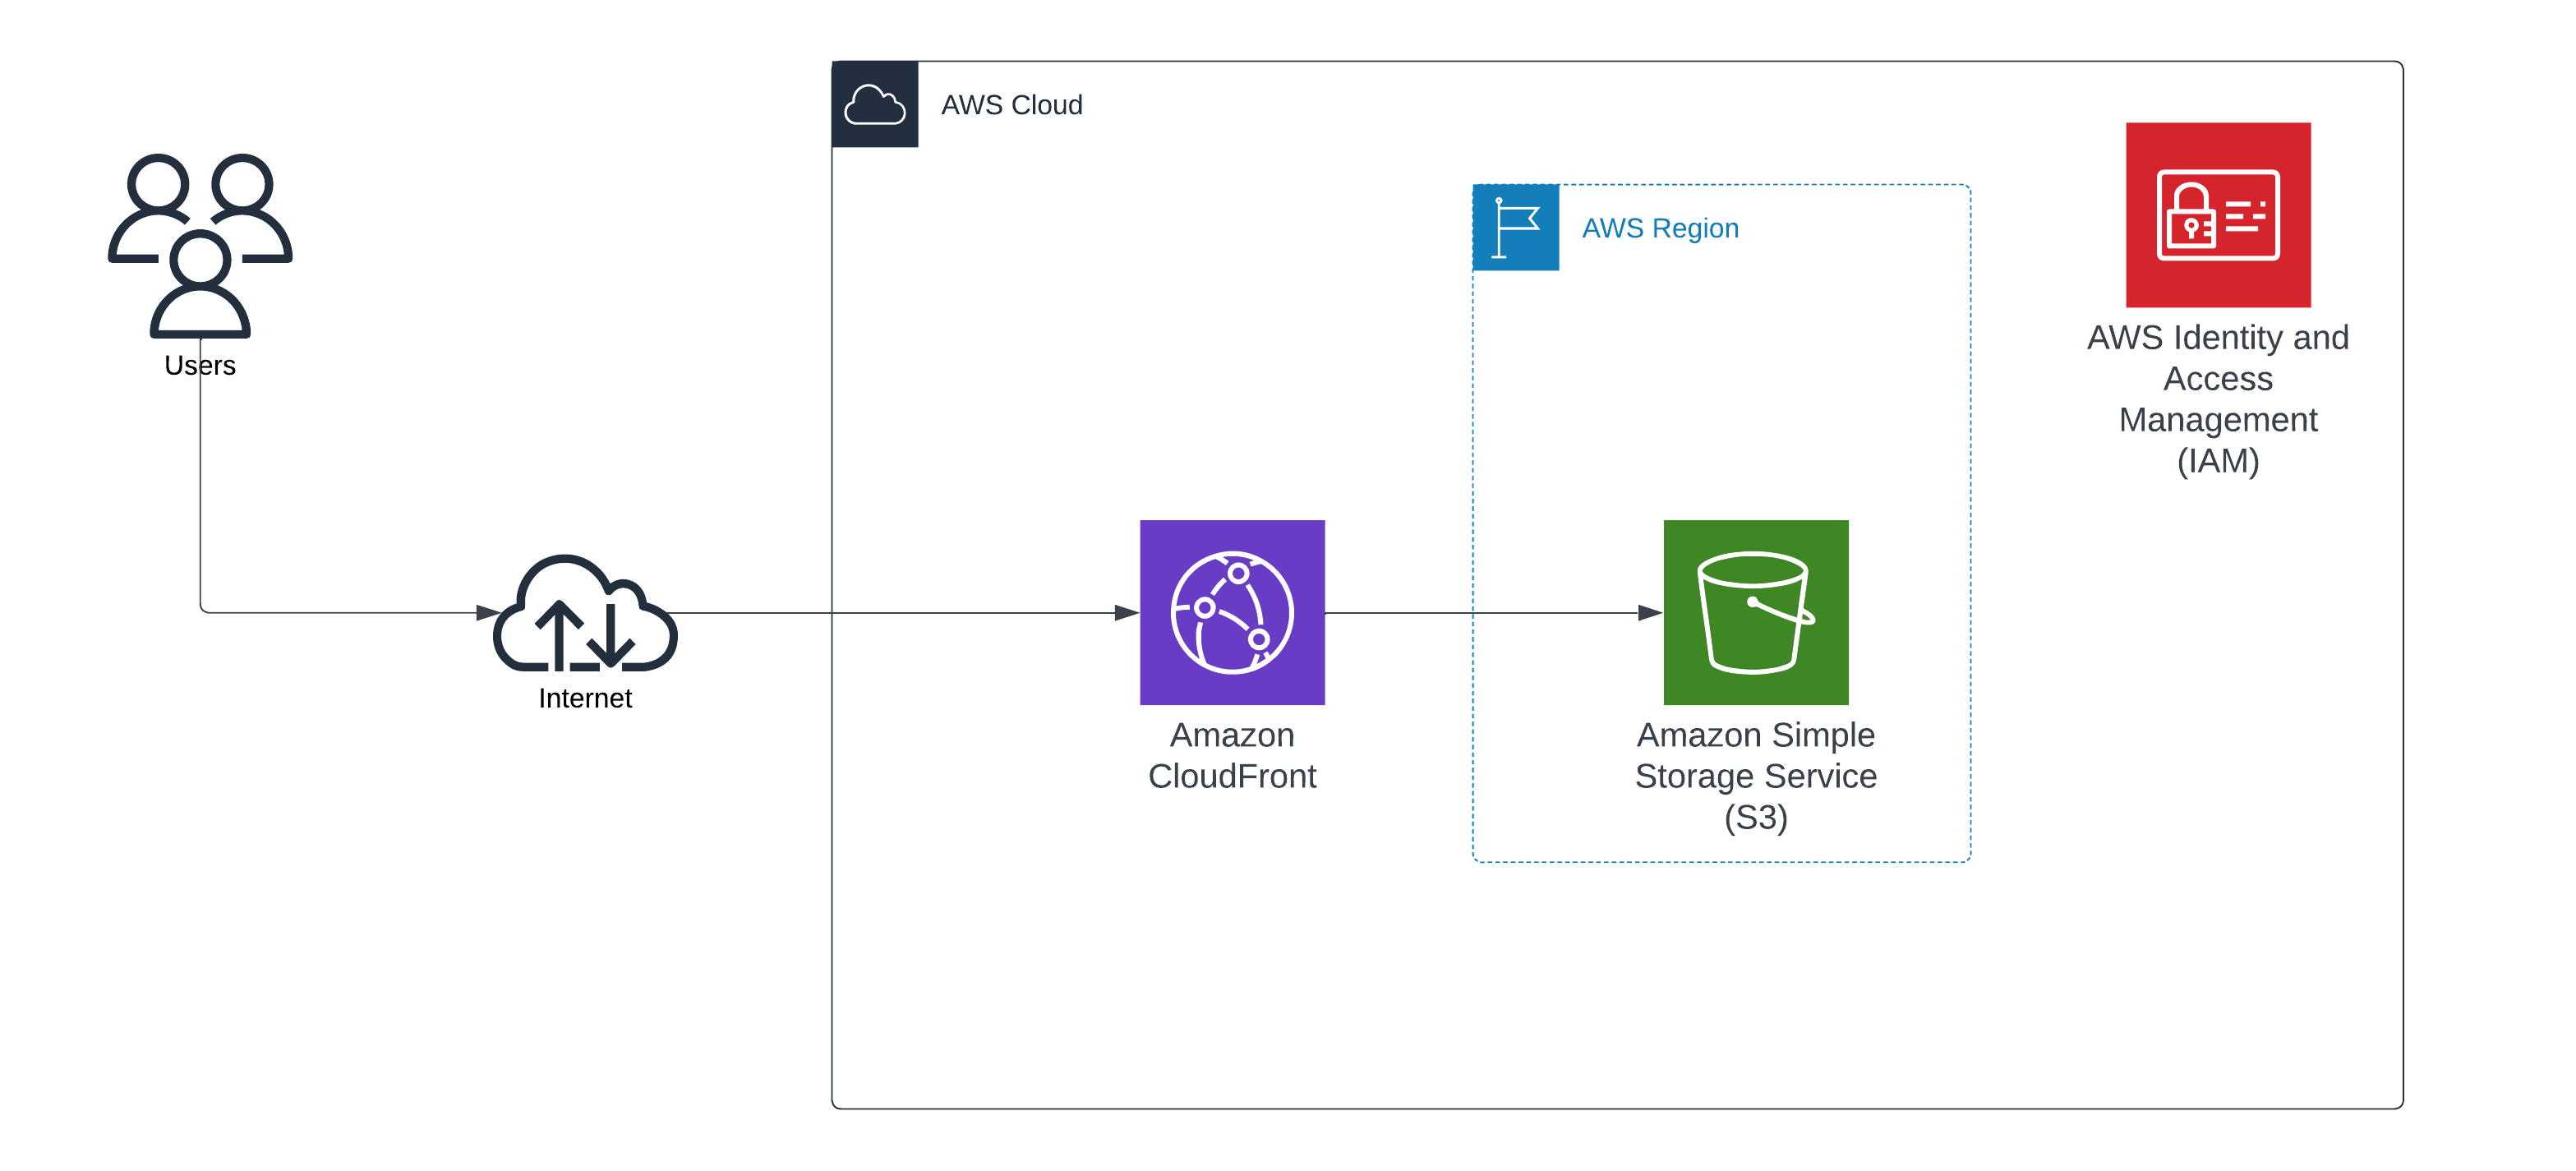 AWS Cloud
AWS Region
AWS Identity and
Access
Management
(IAM)
Users
Internet
Amazon
CloudFront
Amazon Simple
Storage Service
(S3)